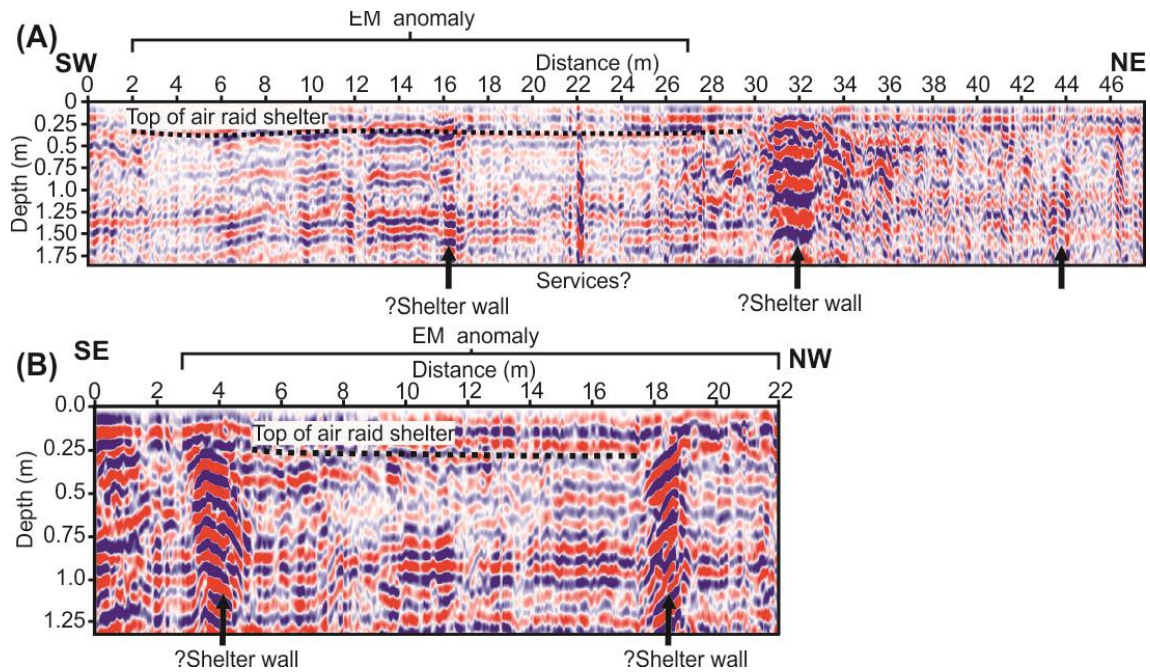 EM anomaly
(A)
SW
Distance (m)
NE
0 2 4 6 8 10 12 14 16 18 20 22 24 26 28 30 32 34 36 38 40 42 44 46
0
Top of air raid shelter
0.25
0.5
0.75
1.0
1.25
1.50
1.75
Depth (m)
Services?
?Shelter wall
?Shelter wall
EM anomaly
(B)
SE
NW
Distance (m)
0 2 4 6 8 10 12 14 16 18 20 22
0.0
Top of air raid shelter
0.25
0.5
0.75
1.0
1.25
Depth (m)
?Shelter wall
?Shelter wall